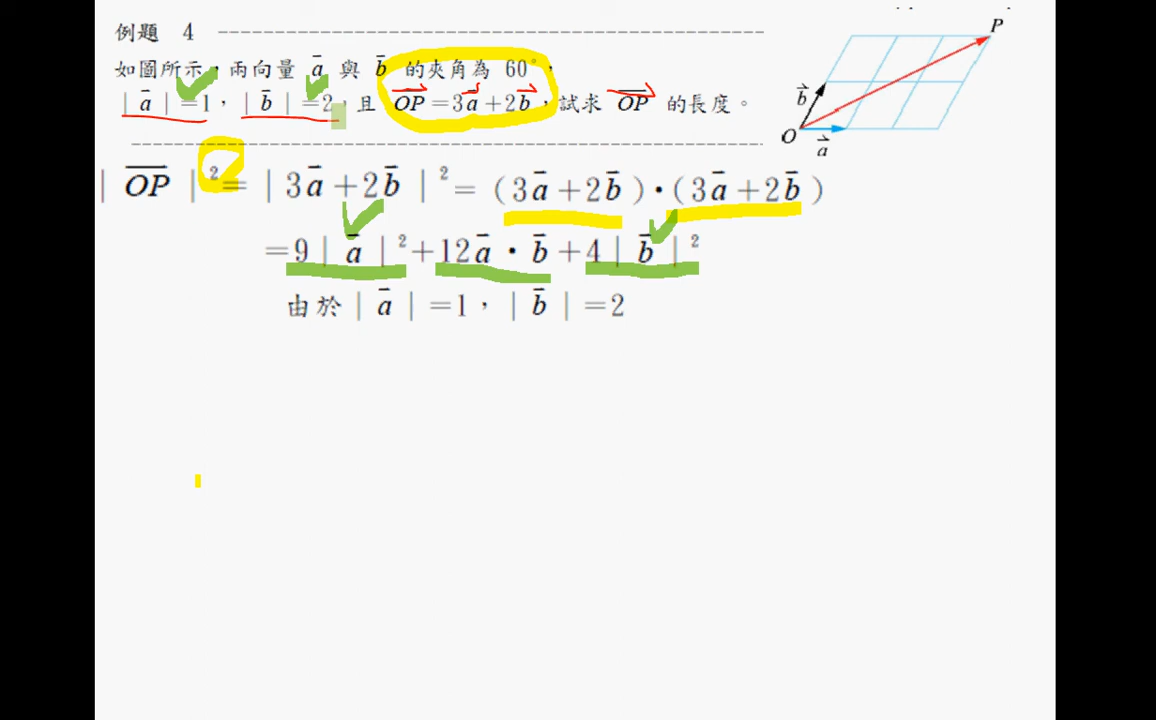 例題 4
如圖所示，兩向量 a 與 b 的夾角為 60°，
| a | =1， | b | =2，且 OP =3a +2b，試求 OP 的長度。
P
b
O
a
| OP |² = | 3a +2b |² = ( 3a +2b )•( 3a +2b )
=9 | a |² +12a • b +4 | b |²
由於 | a | =1， | b | =2